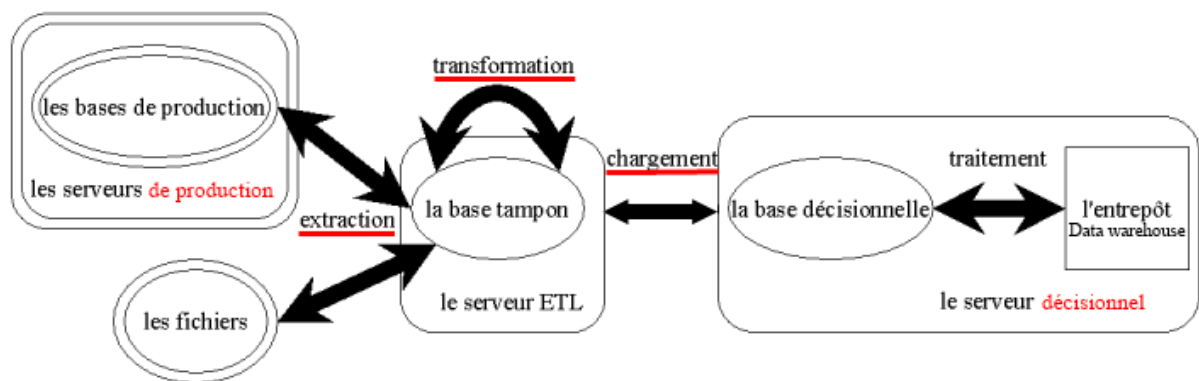 transformation
les bases de production
chargement
traitement
les serveurs de production
extraction
la base tampon
la base décisionnelle
l'entrepôt
Data warehouse
le serveur ETL
le serveur décisionnel
les fichiers